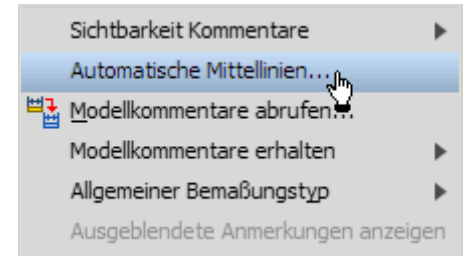 Sichtbarkeit Kommentare
Automatische Mittellinien...
Modellkommentare abrufen...
Modellkommentare erhalten
Allgemeiner Bemaßungstyp
Ausgeblendete Anmerkungen anzeigen